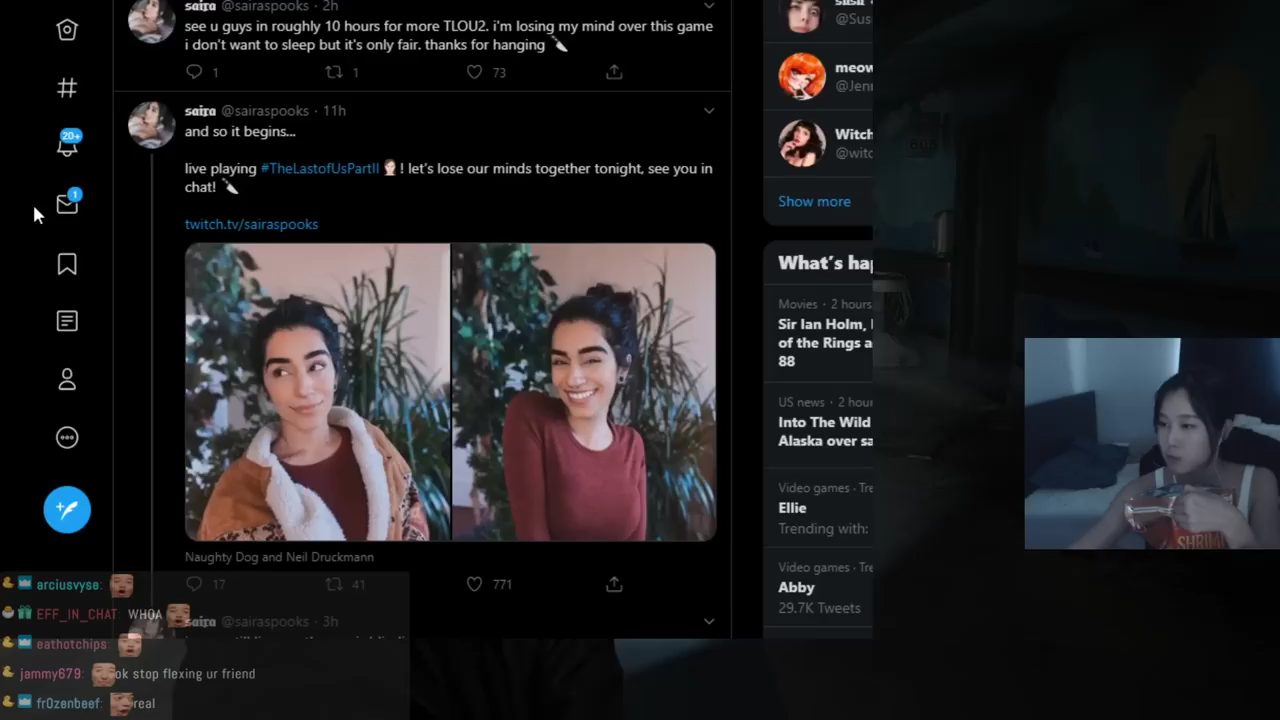 saira @sairaspooks · 2h
see u guys in roughly 10 hours for more TLOU2. i'm losing my mind over this game
i don't want to sleep but it's only fair. thanks for hanging
1 1 73
saira @sairaspooks · 11h
and so it begins...
live playing #TheLastofUsPartII ! let's lose our minds together tonight, see you in
chat!
twitch.tv/sairaspooks
Naughty Dog and Neil Druckmann
17 41 771
saira @sairaspooks · 3h
20+
1
@Sus
meow
@Jenr
Witch
@witc
Show more
What's hap
Movies · 2 hours
Sir Ian Holm,
of the Rings a
88
US news · 2 hour
Into The Wild
Alaska over sa
Video games · Tre
Ellie
Trending with:
Video games · Tre
Abby
29.7K Tweets
arciusvyse:
EFF_IN_CHAT: WHOA
eathotchips:
jammy679: ok stop flexing ur friend
fr0zenbeef: real
SHRIM